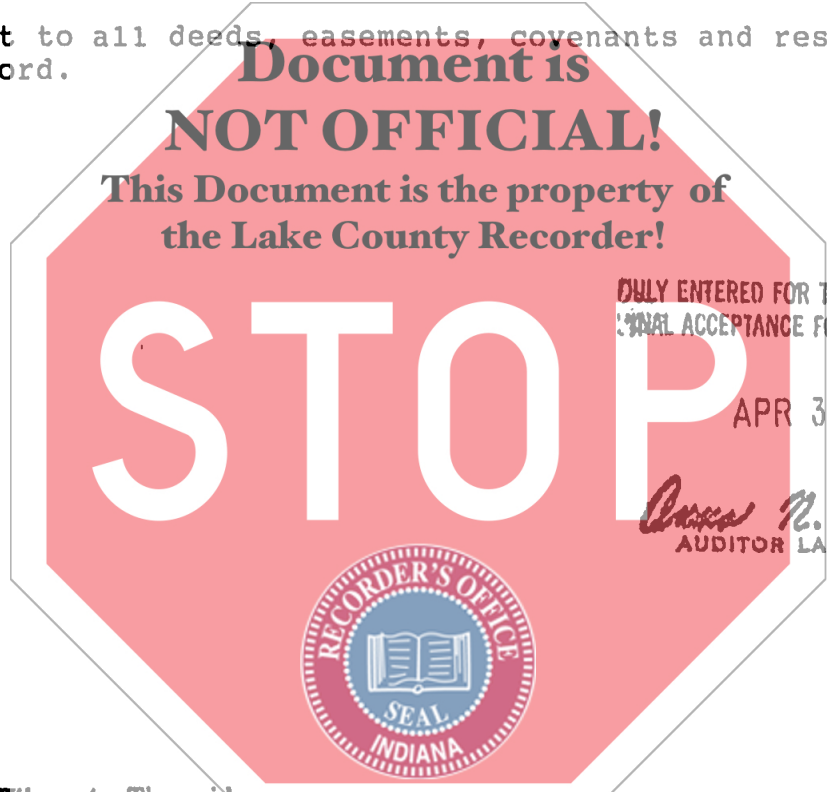 t to all deeds, easements, covenants and res
ord.
Document is
NOT OFFICIAL!
This Document is the property of
the Lake County Recorder!
DULY ENTERED FOR T
ACCEPTANCE F
STOP
APR 3
N.
AUDITOR LA
RECORDER'S OFFICE
SEAL
INDIANA